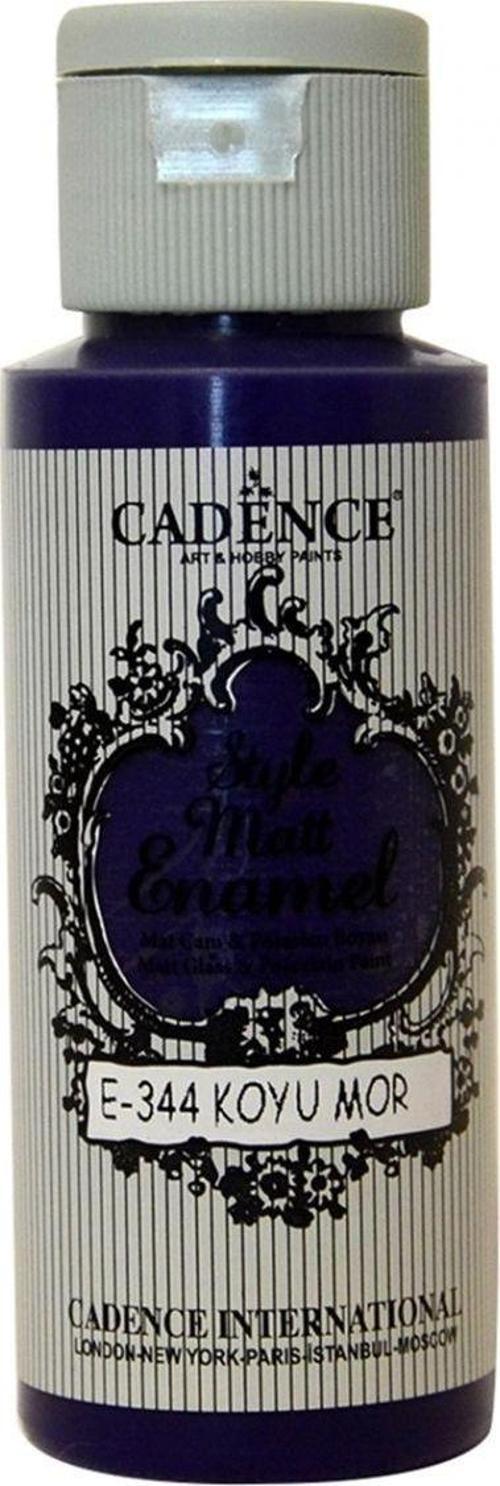 CADENCE®
ART & HOBBY PAINTS
Style
Matt
Enamel
Mat Cam & Porselen Boyası
Matt Glass & Porcelain Paint
E-344 KOYU MOR
CADENCE INTERNATIONAL
LONDON-NEW YORK-PARIS-İSTANBUL-MOSCOW